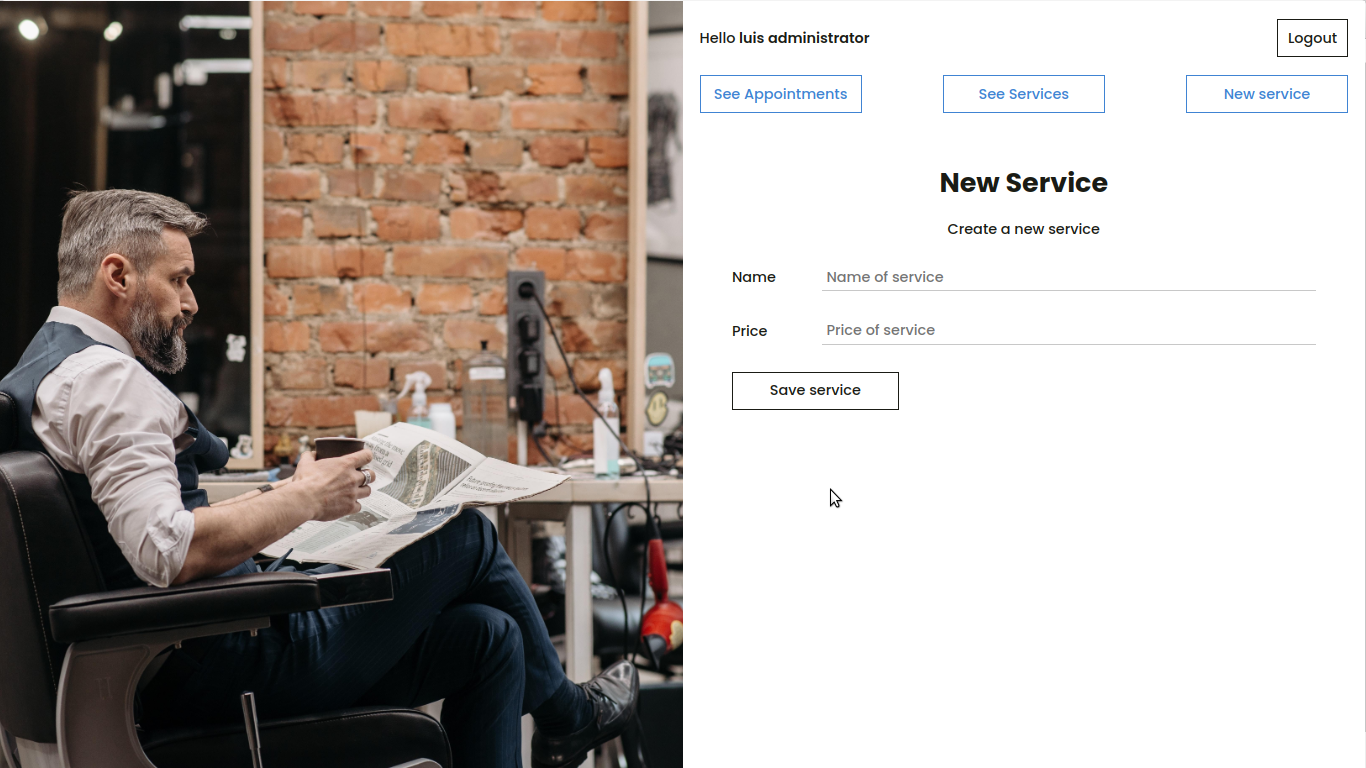 Hello luis administrator
Logout
See Appointments
See Services
New service
New Service
Create a new service
Name
Name of service
Price
Price of service
Save service